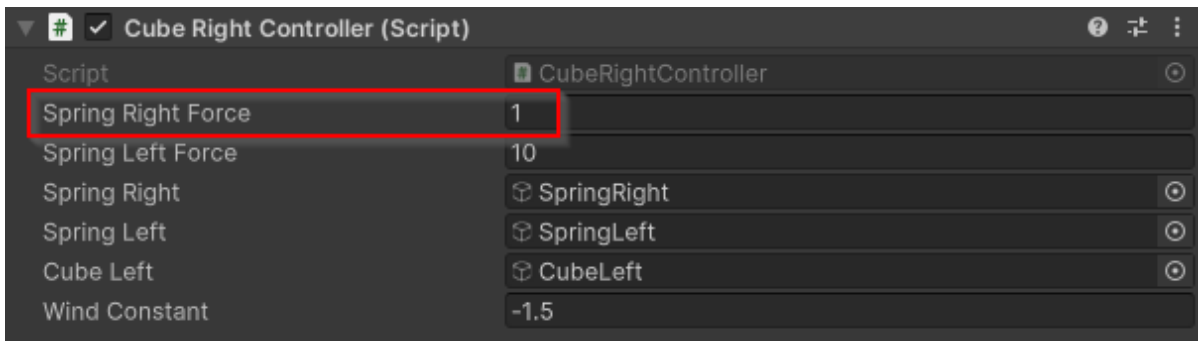 # Cube Right Controller (Script)
Script # CubeRightController
Spring Right Force 1
Spring Left Force 10
Spring Right SpringRight
Spring Left SpringLeft
Cube Left CubeLeft
Wind Constant -1.5